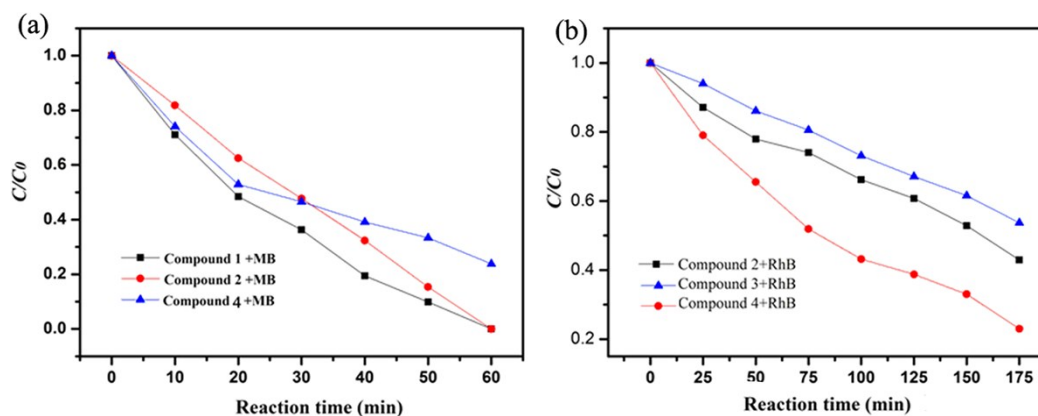 (a)
1.0
0.8
0.6
0.4
0.2
0.0
C/C0
Compound 1 +MB
Compound 2 +MB
Compound 4 +MB
0 10 20 30 40 50 60
Reaction time (min)
(b)
1.0
0.8
0.6
0.4
0.2
C/C0
Compound 2+RhB
Compound 3+RhB
Compound 4+RhB
0 25 50 75 100 125 150 175
Reaction time (min)